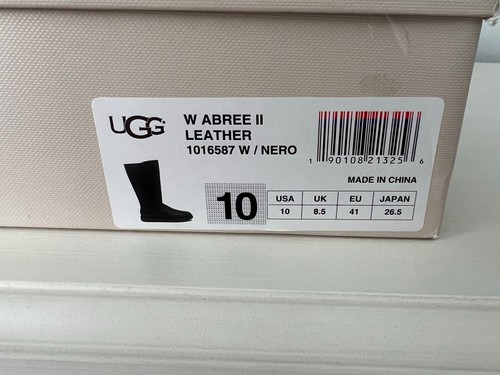 UGG
W ABREE II
LEATHER
1016587 W / NERO
1 90108 21325 6
MADE IN CHINA
10
USA UK EU JAPAN
10 8.5 41 26.5